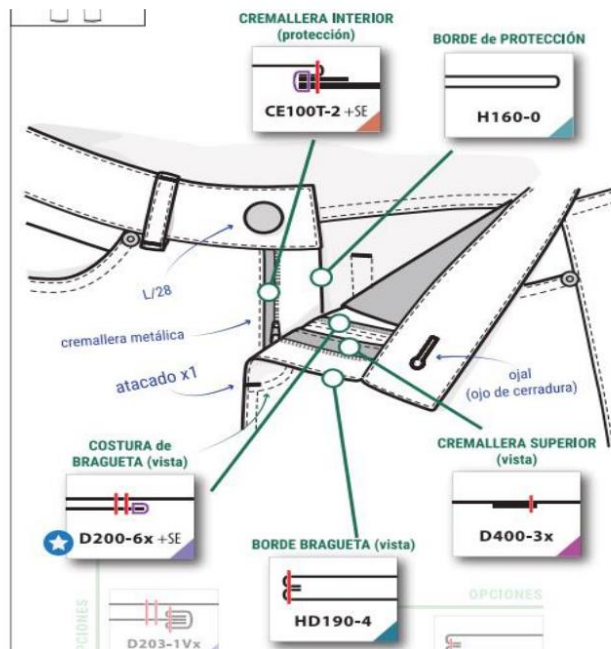 CREMALLERA INTERIOR
(protección)
CE100T-2 +SE
BORDE de PROTECCIÓN
H160-0
L/28
cremallera metálica
atacado x1
ojal
(ojo de cerradura)
COSTURA de
BRAGUETA (vista)
D200-6x +SE
CREMALLERA SUPERIOR
(vista)
D400-3x
BORDE BRAGUETA (vista)
HD190-4
OPCIONES
D203-1Vx